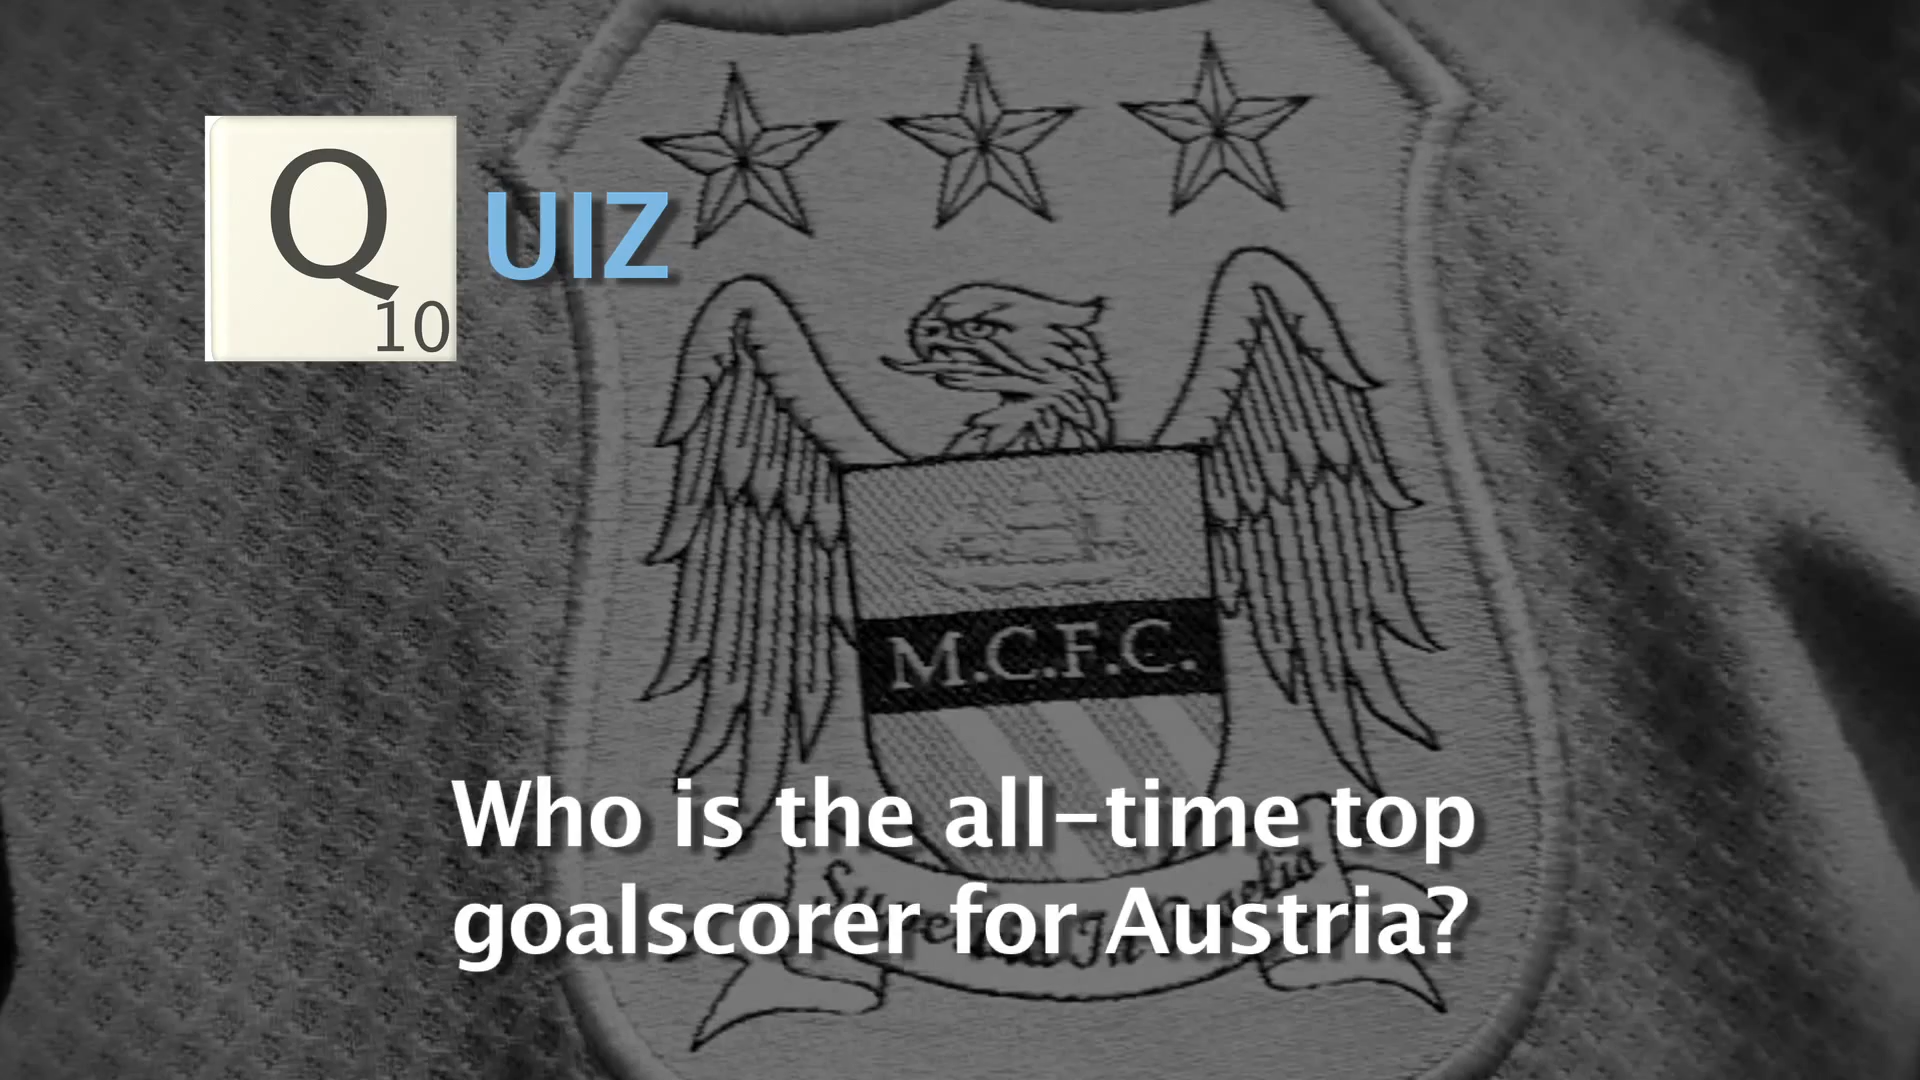 Q
10
UIZ
M.C.F.C.
Who is the all-time top
goalscorer for Austria?